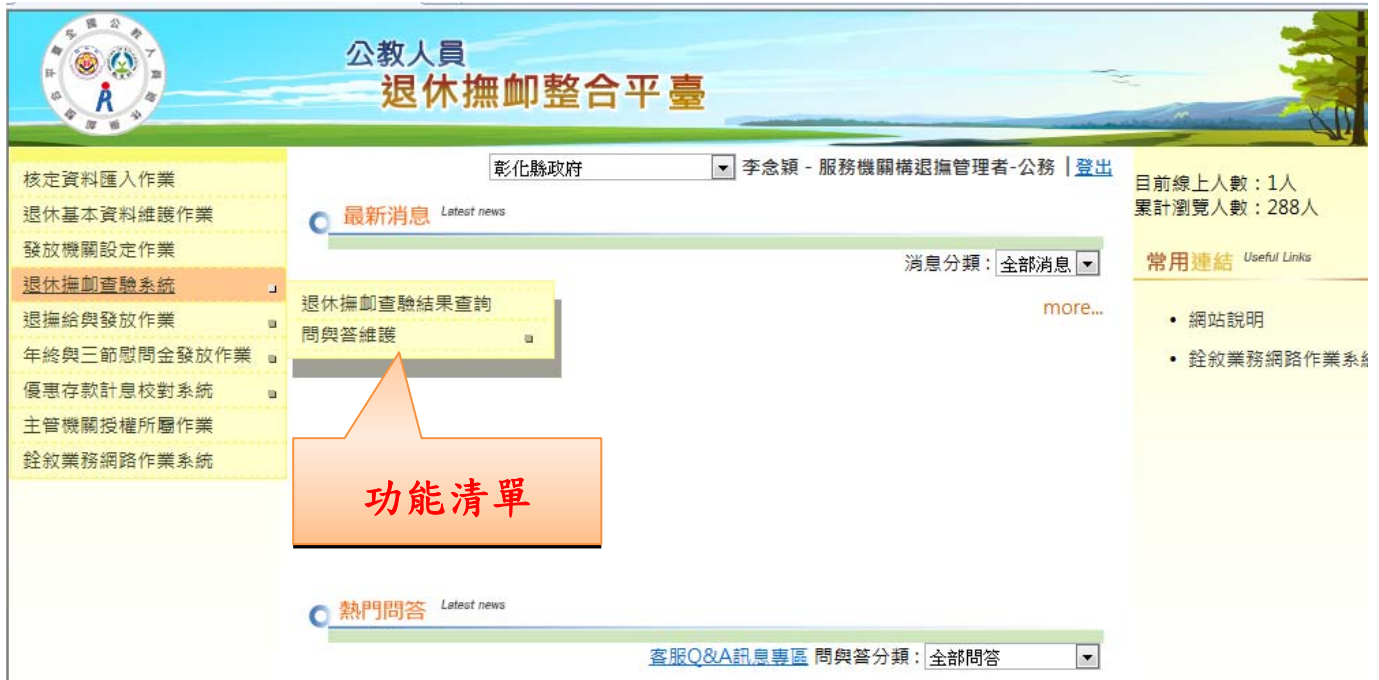 公教人員
退休撫卹整合平臺
核定資料匯入作業
退休基本資料維護作業
發放機關設定作業
退休撫卹查驗系統
退撫給與發放作業
年終與三節慰問金發放作業
優惠存款計息校對系統
主管機關授權所屬作業
銓敘業務網路作業系統
彰化縣政府 李念穎 - 服務機關構退撫管理者-公務 | 登出
最新消息 Latest news
消息分類：全部消息
more...
退休撫卹查驗結果查詢
問與答維護
功能清單
熱門問答 Latest news
客服Q&A訊息專區 問與答分類：全部問答
目前線上人數：1人
累計瀏覽人數：288人
常用連結 Useful Links
• 網站說明
• 銓敘業務網路作業系